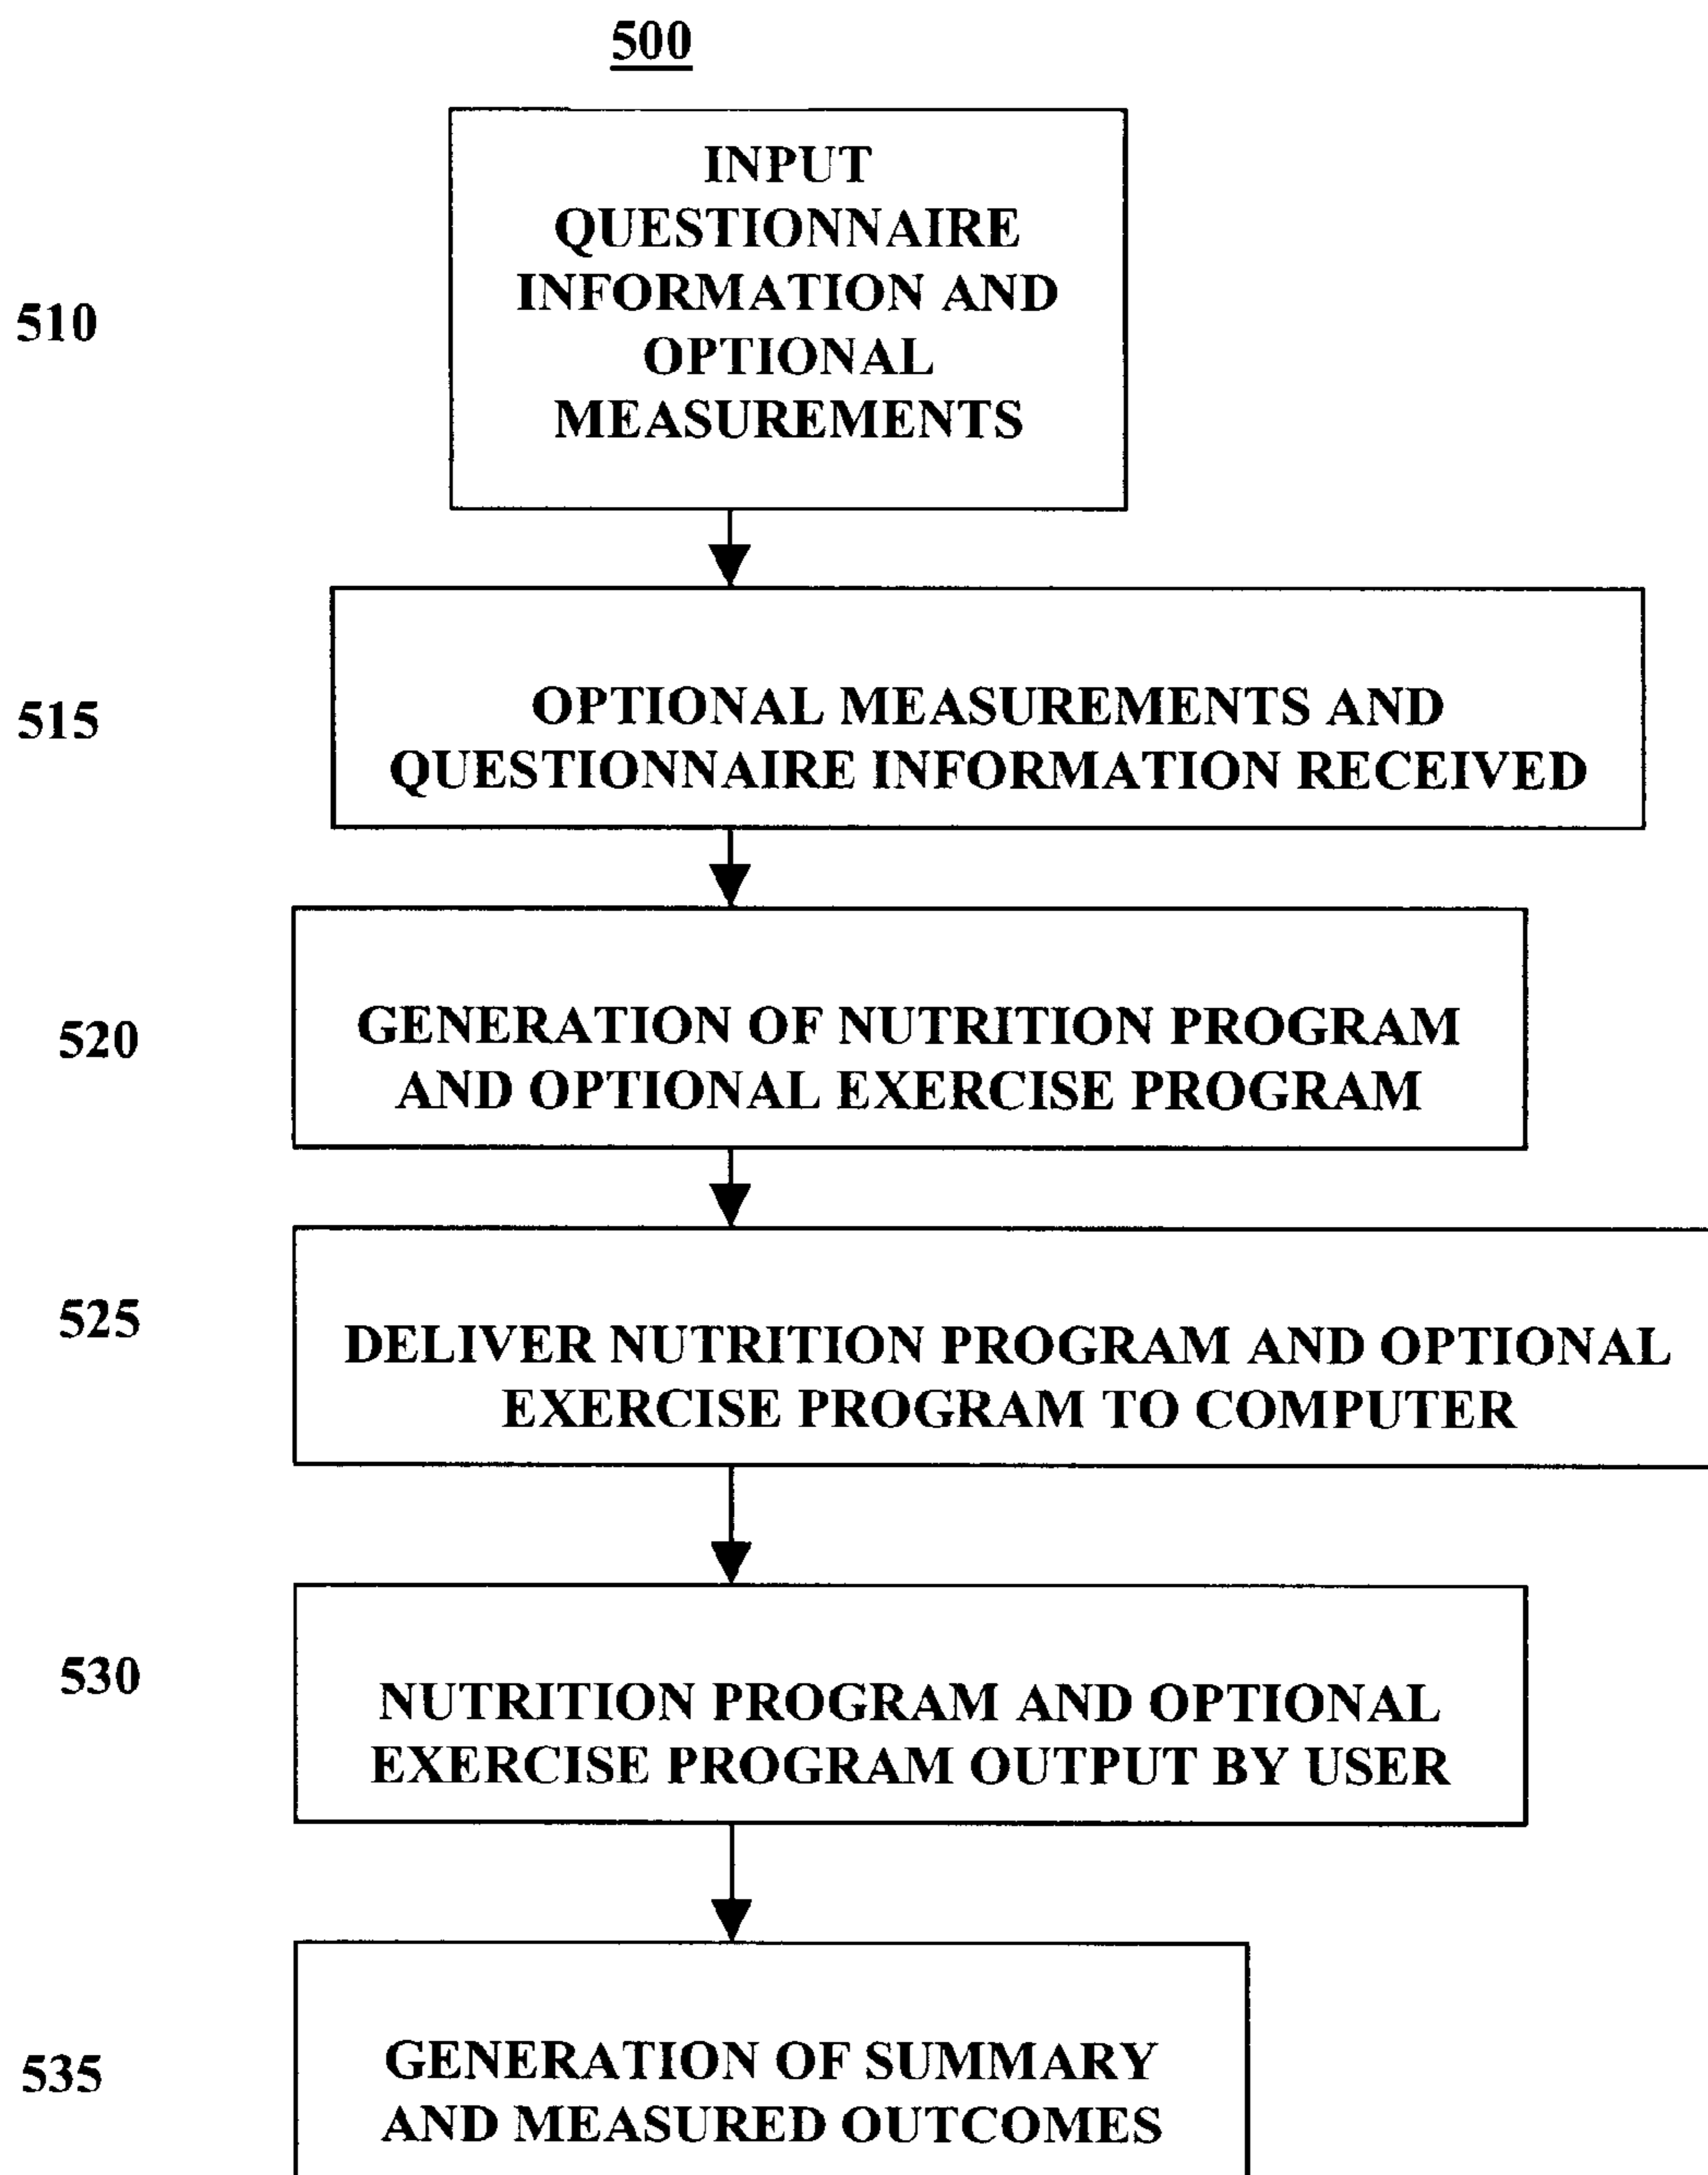 500
INPUT
QUESTIONNAIRE
INFORMATION AND
OPTIONAL
MEASUREMENTS
510
OPTIONAL MEASUREMENTS AND
QUESTIONNAIRE INFORMATION RECEIVED
515
GENERATION OF NUTRITION PROGRAM
AND OPTIONAL EXERCISE PROGRAM
520
DELIVER NUTRITION PROGRAM AND OPTIONAL
EXERCISE PROGRAM TO COMPUTER
525
NUTRITION PROGRAM AND OPTIONAL
EXERCISE PROGRAM OUTPUT BY USER
530
GENERATION OF SUMMARY
AND MEASURED OUTCOMES
535